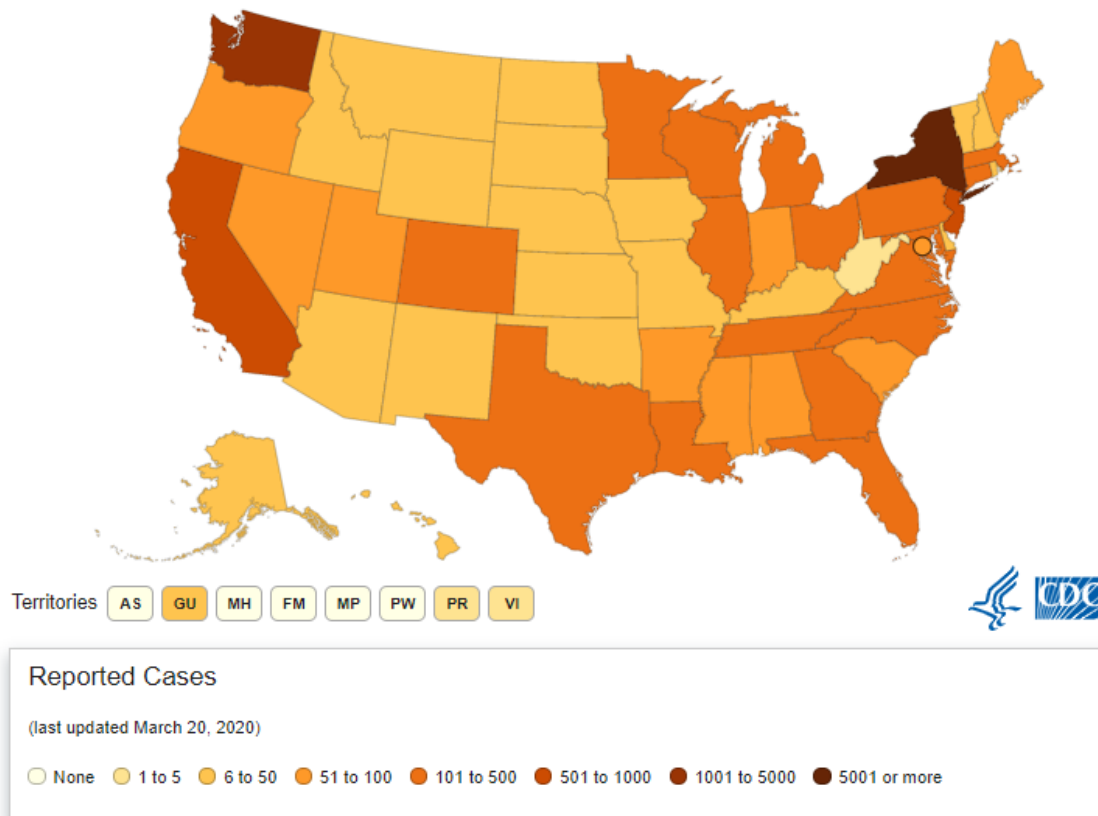 Territories AS GU MH FM MP PW PR VI
CDC
Reported Cases
(last updated March 20, 2020)
None 1 to 5 6 to 50 51 to 100 101 to 500 501 to 1000 1001 to 5000 5001 or more